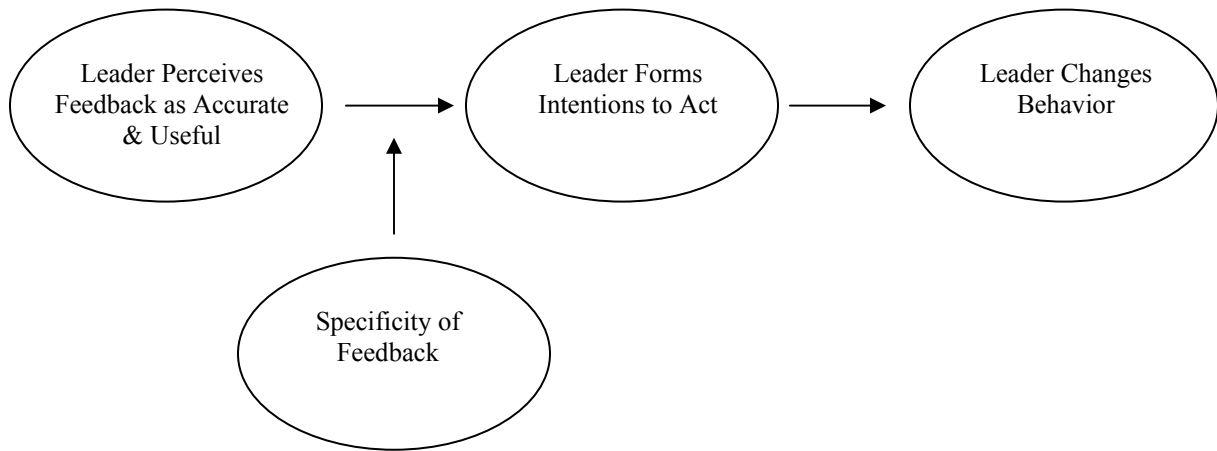 Leader Perceives
Feedback as Accurate
& Useful
Leader Forms
Intentions to Act
Leader Changes
Behavior
Specificity of
Feedback